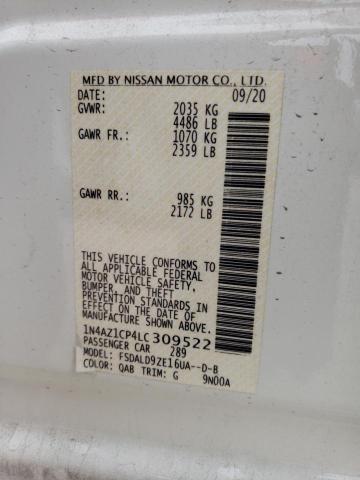 MFD BY NISSAN MOTOR CO., LTD.
DATE: 09/20
GVWR: 2035 KG
4486 LB
GAWR FR.: 1070 KG
2359 LB
GAWR RR.: 985 KG
2172 LB
THIS VEHICLE CONFORMS TO
ALL APPLICABLE FEDERAL
MOTOR VEHICLE SAFETY,
BUMPER, AND THEFT
PREVENTION STANDARDS IN
EFFECT ON THE DATE OF
MANUFACTURE SHOWN ABOVE.
1N4AZ1CP4LC309522
PASSENGER CAR 289
MODEL: FSDALD9ZE16UA--D-B
COLOR: QAB TRIM: G 9N00A